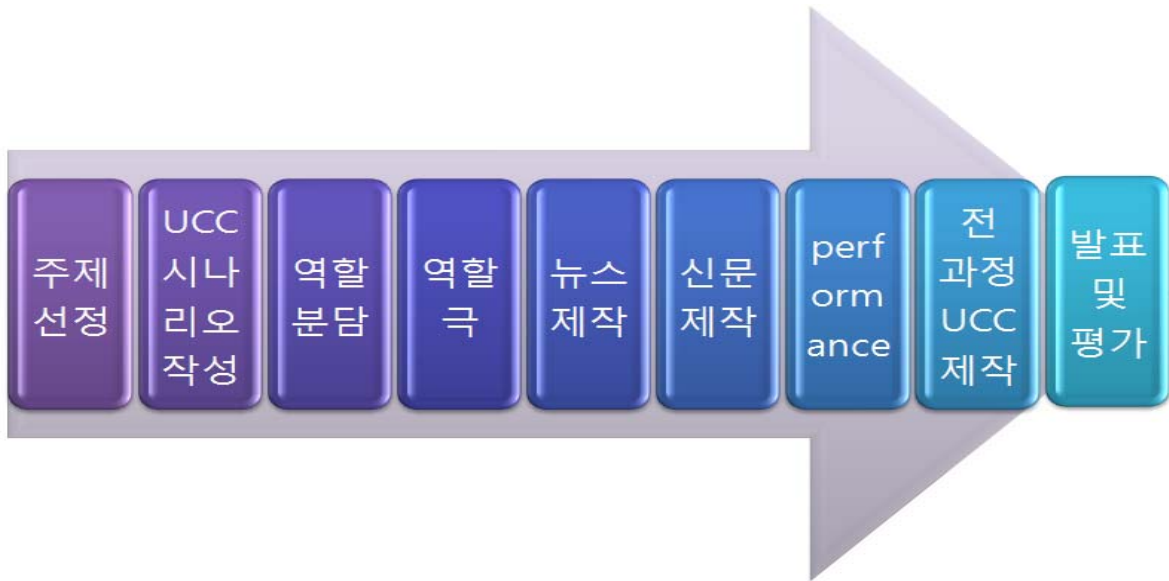 주제
선정
UCC
시나
리오
작성
역할
분담
역할
극
뉴스
제작
신문
제작
perf
orm
ance
전
과정
UCC
제작
발표
및
평가